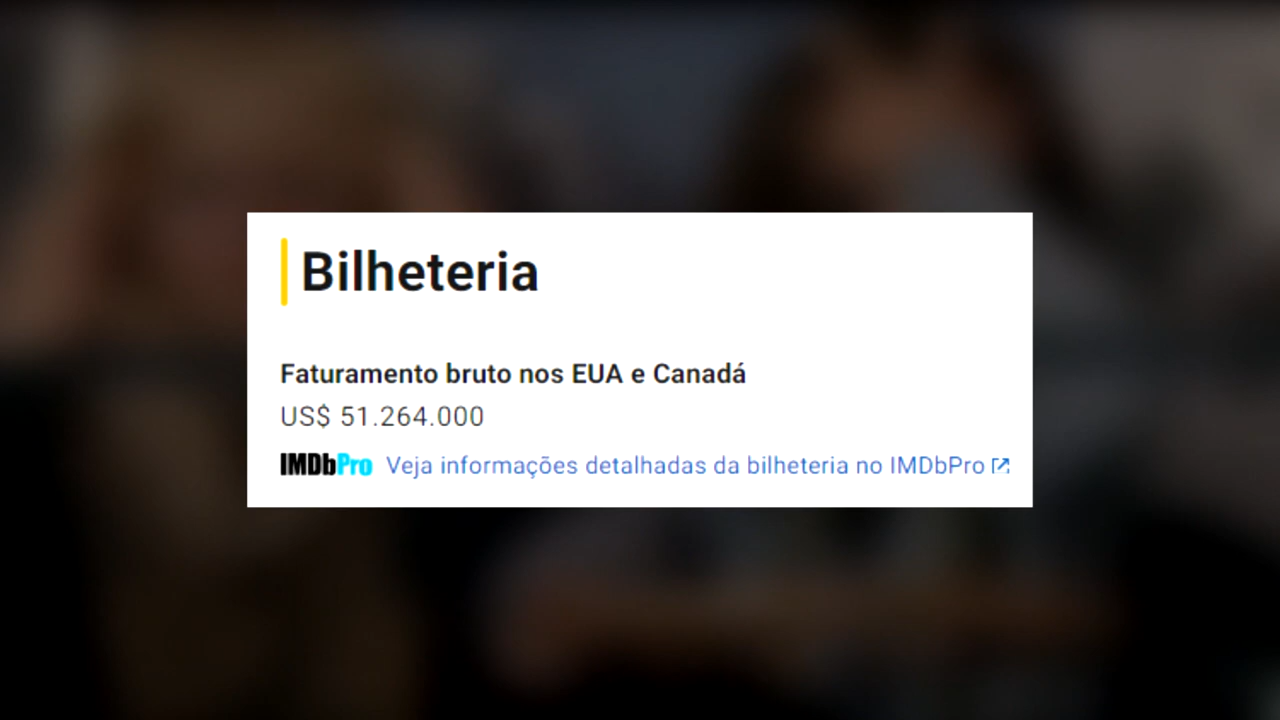 Bilheteria
Faturamento bruto nos EUA e Canadá
US$ 51.264.000
IMDbPro Veja informações detalhadas da bilheteria no IMDbPro